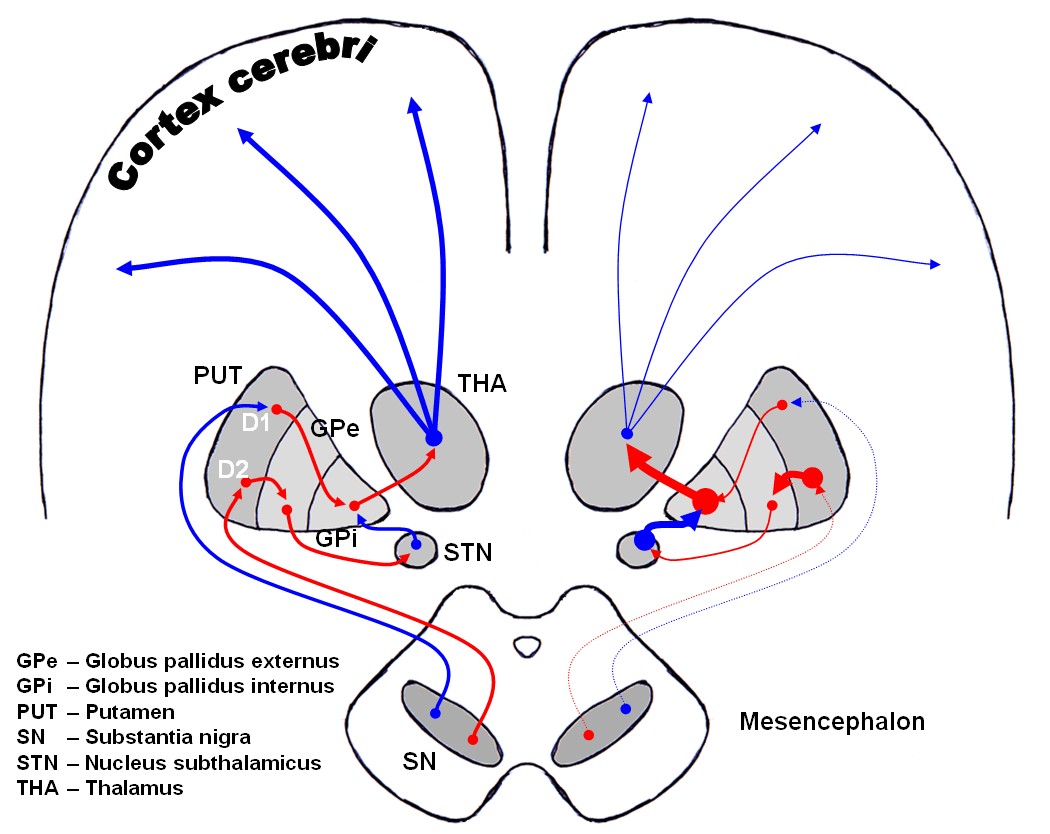 Cortex cerebri
PUT
THA
D1
GPe
D2
GPi
STN
GPe – Globus pallidus externus
GPi – Globus pallidus internus
PUT – Putamen
SN – Substantia nigra
STN – Nucleus subthalamicus
THA – Thalamus
Mesencephalon
SN